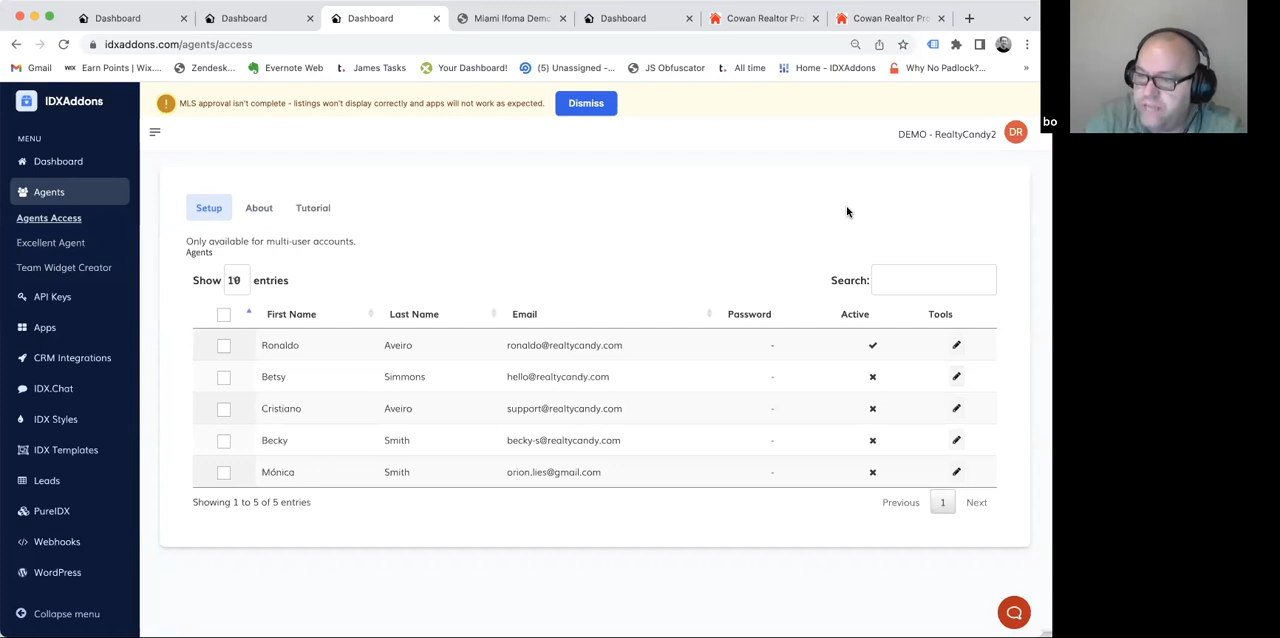 Dashboard
Dashboard
Dashboard
Miami Ifoma Demo
Dashboard
Cowan Realtor Pro
Cowan Realtor Pro
idxaddons.com/agents/access
Gmail
WIX Earn Points | Wix....
Zendesk...
Evernote Web
t. James Tasks
Your Dashboard!
(5) Unassigned -...
JS Obfuscator
t. All time
Home - IDXAddons
Why No Padlock?...
»
IDXAddons
MLS approval isn't complete - listings won't display correctly and apps will not work as expected.
Dismiss
bo
DEMO - RealtyCandy2
DR
MENU
Dashboard
Agents
Agents Access
Excellent Agent
Team Widget Creator
API Keys
Apps
CRM Integrations
IDX.Chat
IDX Styles
IDX Templates
Leads
PureIDX
Webhooks
WordPress
Collapse menu
Setup About Tutorial
Only available for multi-user accounts.
Agents
Show 10 entries
Search:
First Name Last Name Email Password Active Tools
Ronaldo Aveiro ronaldo@realtycandy.com -
Betsy Simmons hello@realtycandy.com -
Cristiano Aveiro support@realtycandy.com -
Becky Smith becky-s@realtycandy.com -
Mónica Smith orion.lies@gmail.com -
Showing 1 to 5 of 5 entries
Previous 1 Next